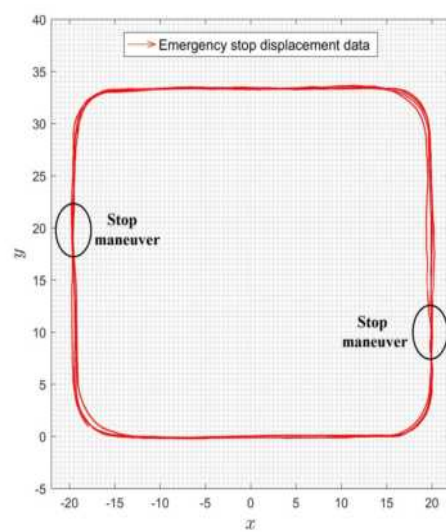 40
Emergency stop displacement data
35
30
25
20
Stop
maneuver
y
15
10
Stop
maneuver
5
0
-5
-20 -15 -10 -5 0 5 10 15 20
x